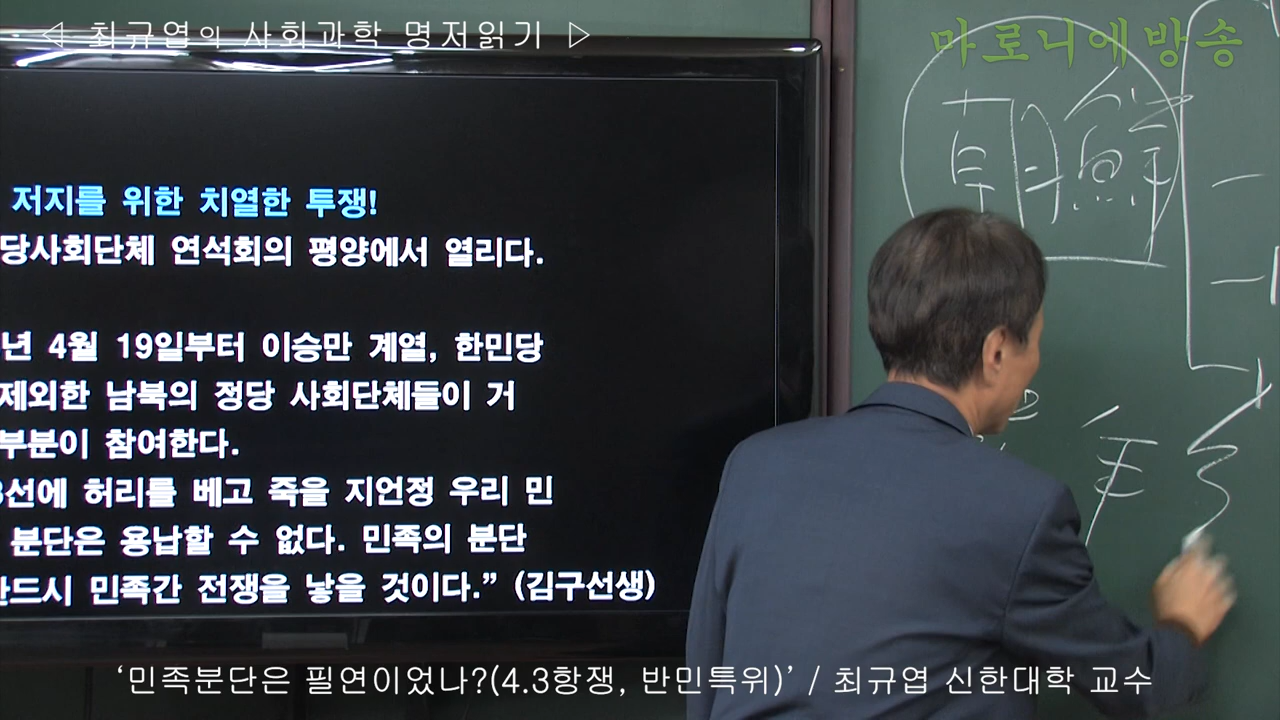 ◁ 최규엽의 사회과학 명저읽기 ▷
마로니에방송
朝鮮
저지를 위한 치열한 투쟁!
당사회단체 연석회의 평양에서 열리다.
년 4월 19일부터 이승만 계열, 한민당
제외한 남북의 정당 사회단체들이 거
부분이 참여한다.
8선에 허리를 베고 죽을 지언정 우리 민
분단은 용납할 수 없다. 민족의 분단
반드시 민족간 전쟁을 낳을 것이다.” (김구선생)
‘민족분단은 필연이었나?(4.3항쟁, 반민특위)’ / 최규엽 신한대학 교수